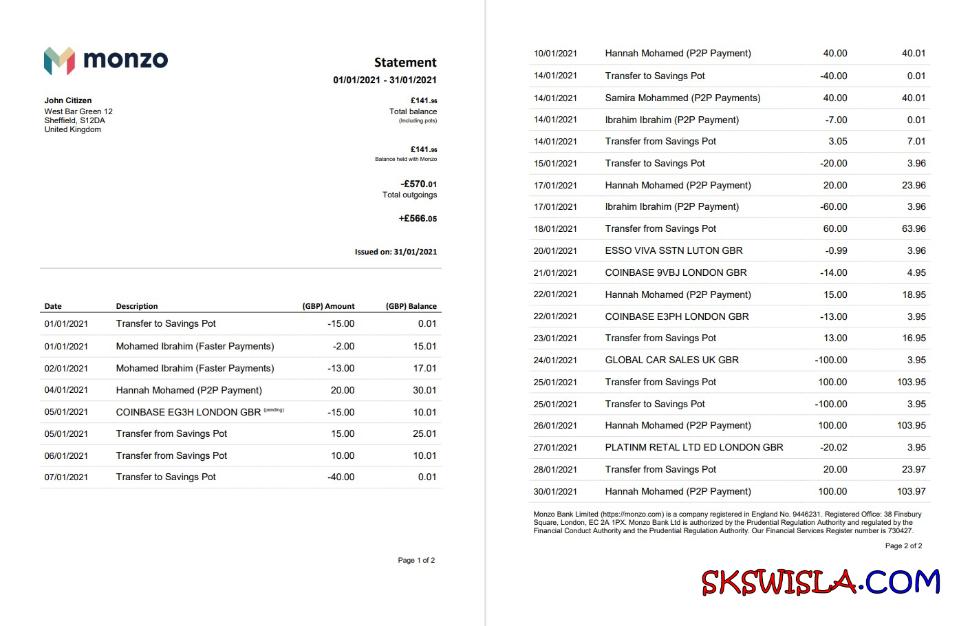 monzo
Statement
01/01/2021 - 31/01/2021
John Citizen
West Bar Green 12
Sheffield, S12DA
United Kingdom
£141.96
Total balance
(Including pots)
£141.96
Balance held with Monzo
-£570.01
Total outgoings
+£566.05
Issued on: 31/01/2021
Date Description (GBP) Amount (GBP) Balance
01/01/2021 Transfer to Savings Pot -15.00 0.01
01/01/2021 Mohamed Ibrahim (Faster Payments) -2.00 15.01
02/01/2021 Mohamed Ibrahim (Faster Payments) -13.00 17.01
04/01/2021 Hannah Mohamed (P2P Payment) 20.00 30.01
05/01/2021 COINBASE EG3H LONDON GBR (pending) -15.00 10.01
05/01/2021 Transfer from Savings Pot 15.00 25.01
06/01/2021 Transfer from Savings Pot 10.00 10.01
07/01/2021 Transfer to Savings Pot -40.00 0.01
Page 1 of 2
10/01/2021 Hannah Mohamed (P2P Payment) 40.00 40.01
14/01/2021 Transfer to Savings Pot -40.00 0.01
14/01/2021 Samira Mohammed (P2P Payments) 40.00 40.01
14/01/2021 Ibrahim Ibrahim (P2P Payment) -7.00 0.01
14/01/2021 Transfer from Savings Pot 3.05 7.01
15/01/2021 Transfer to Savings Pot -20.00 3.96
17/01/2021 Hannah Mohamed (P2P Payment) 20.00 23.96
17/01/2021 Ibrahim Ibrahim (P2P Payment) -60.00 3.96
18/01/2021 Transfer from Savings Pot 60.00 63.96
20/01/2021 ESSO VIVA SSTN LUTON GBR -0.99 3.96
21/01/2021 COINBASE 9VBJ LONDON GBR -14.00 4.95
22/01/2021 Hannah Mohamed (P2P Payment) 15.00 18.95
22/01/2021 COINBASE E3PH LONDON GBR -13.00 3.95
23/01/2021 Transfer from Savings Pot 13.00 16.95
24/01/2021 GLOBAL CAR SALES UK GBR -100.00 3.95
25/01/2021 Transfer from Savings Pot 100.00 103.95
25/01/2021 Transfer to Savings Pot -100.00 3.95
26/01/2021 Hannah Mohamed (P2P Payment) 100.00 103.95
27/01/2021 PLATINM RETAL LTD ED LONDON GBR -20.02 3.95
28/01/2021 Transfer from Savings Pot 20.00 23.97
30/01/2021 Hannah Mohamed (P2P Payment) 100.00 103.97
Monzo Bank Limited (https://monzo.com) is a company registered in England No. 9446231. Registered Office: 38 Finsbury
Square, London, EC 2A 1PX. Monzo Bank Ltd is authorized by the Prudential Regulation Authority and regulated by the
Financial Conduct Authority and the Prudential Regulation Authority. Our Financial Services Register number is 730427.
Page 2 of 2
SKSWISLA.COM